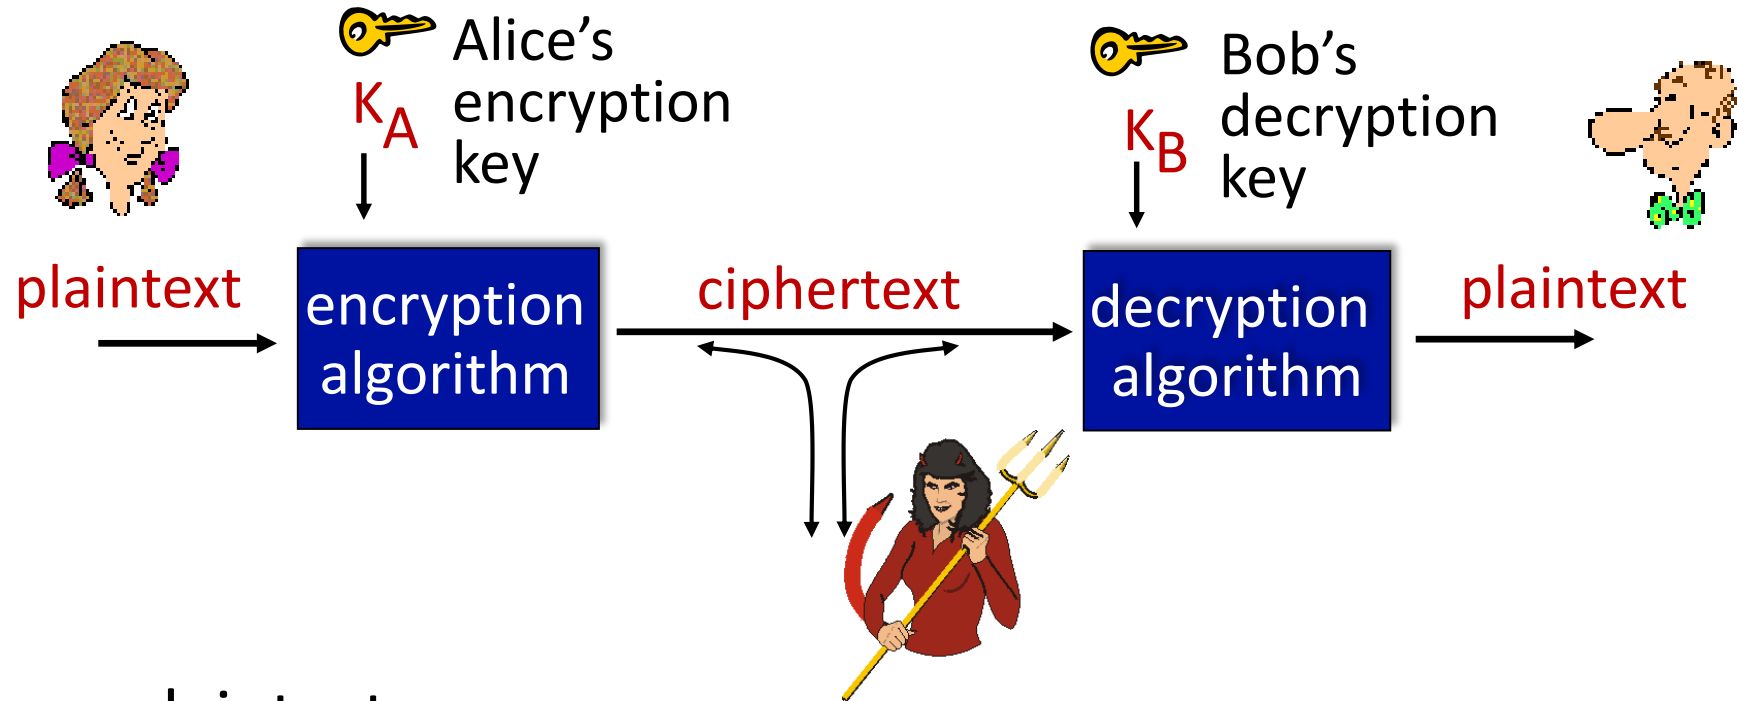 Alice’s
encryption
key
K
A
Bob’s
decryption
key
K
B
plaintext
encryption
algorithm
ciphertext
decryption
algorithm
plaintext